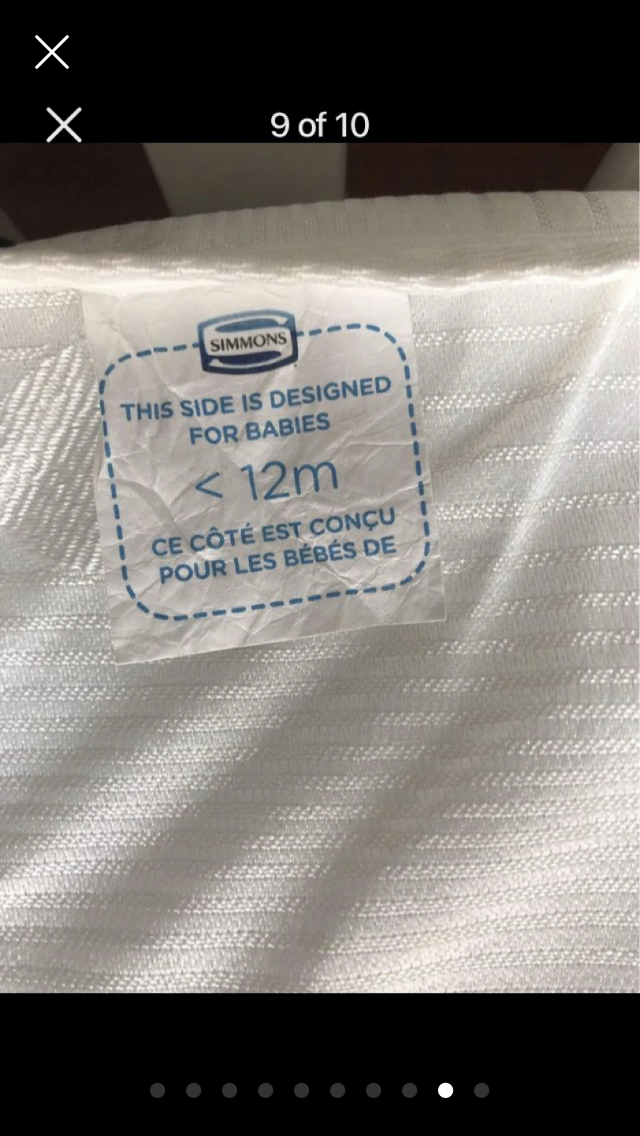 9 of 10
SIMMONS
THIS SIDE IS DESIGNED
FOR BABIES
< 12m
CE CÔTÉ EST CONÇU
POUR LES BÉBÉS DE